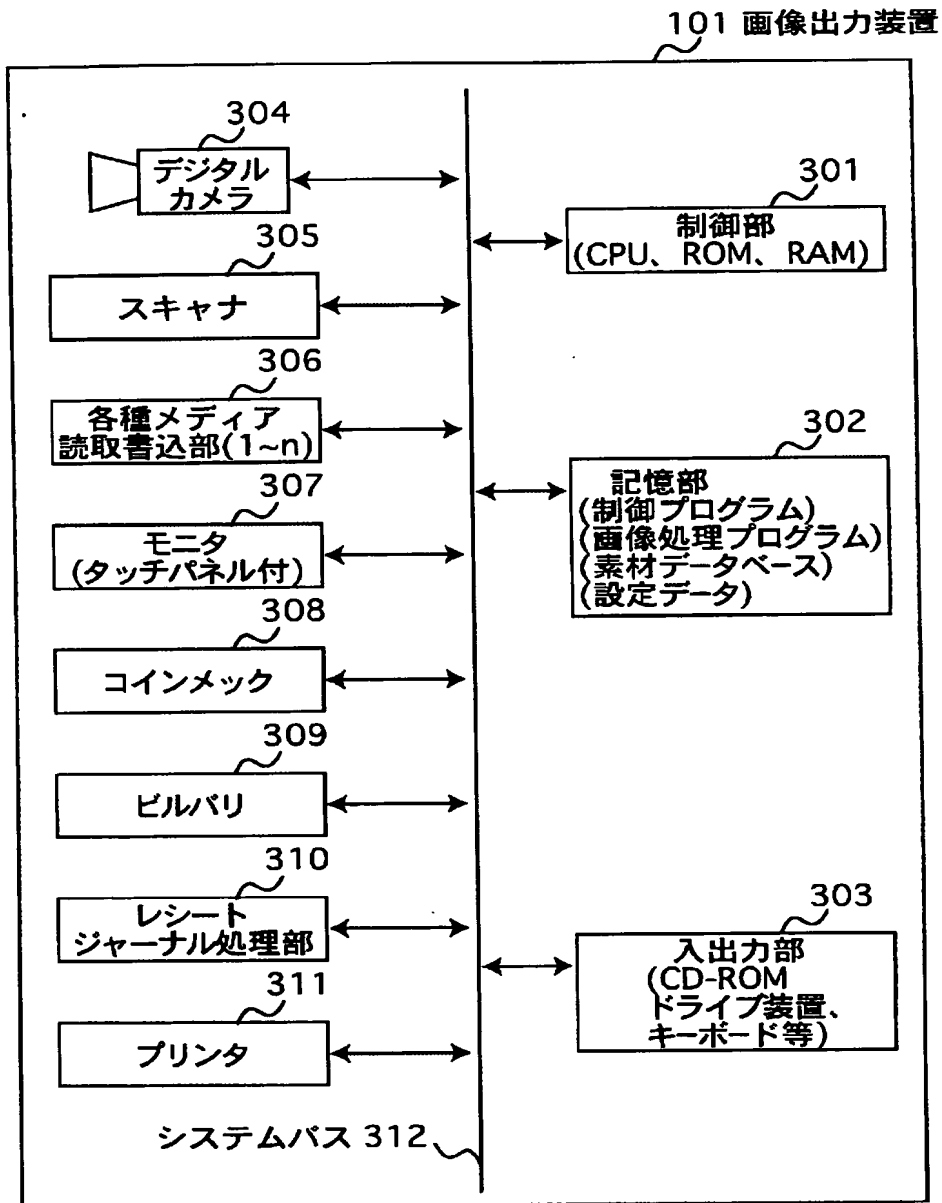 101 画像出力装置
304
デジタル
カメラ
305
スキャナ
306
各種メディア
読取書込部(1~n)
307
モニタ
(タッチパネル付)
308
コインメック
309
ビルバリ
310
レシート
ジャーナル処理部
311
プリンタ
システムバス 312
301
制御部
(CPU、ROM、RAM)
302
記憶部
(制御プログラム)
(画像処理プログラム)
(素材データベース)
(設定データ)
303
入出力部
(CD-ROM
ドライブ装置、
キーボード等)